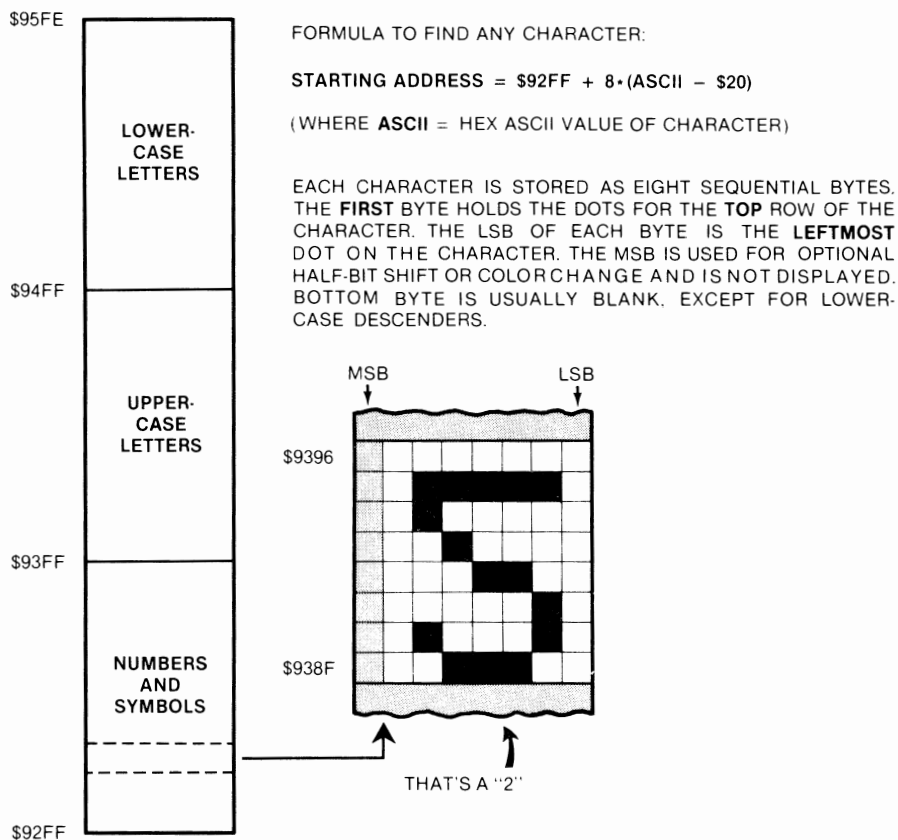 $95FE
LOWER-
CASE
LETTERS
$94FF
UPPER-
CASE
LETTERS
$93FF
NUMBERS
AND
SYMBOLS
$92FF
FORMULA TO FIND ANY CHARACTER:
STARTING ADDRESS = $92FF + 8*(ASCII – $20)
(WHERE ASCII = HEX ASCII VALUE OF CHARACTER)
EACH CHARACTER IS STORED AS EIGHT SEQUENTIAL BYTES.
THE FIRST BYTE HOLDS THE DOTS FOR THE TOP ROW OF THE
CHARACTER. THE LSB OF EACH BYTE IS THE LEFTMOST
DOT ON THE CHARACTER. THE MSB IS USED FOR OPTIONAL
HALF-BIT SHIFT OR COLOR CHANGE AND IS NOT DISPLAYED.
BOTTOM BYTE IS USUALLY BLANK. EXCEPT FOR LOWER-
CASE DESCENDERS.
MSB LSB
$9396
$938F
THAT'S A "2"